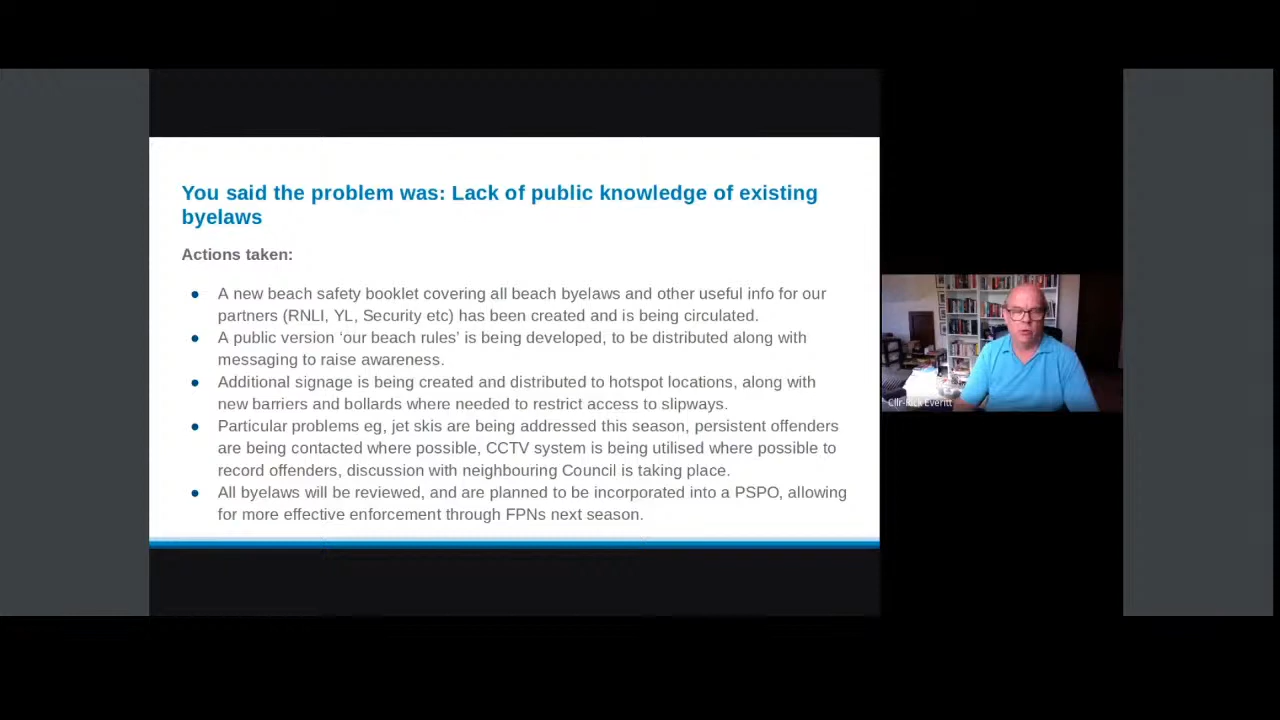 You said the problem was: Lack of public knowledge of existing
byelaws
Actions taken:
● A new beach safety booklet covering all beach byelaws and other useful info for our
partners (RNLI, YL, Security etc) has been created and is being circulated.
● A public version ‘our beach rules’ is being developed, to be distributed along with
messaging to raise awareness.
● Additional signage is being created and distributed to hotspot locations, along with
new barriers and bollards where needed to restrict access to slipways.
● Particular problems eg, jet skis are being addressed this season, persistent offenders
are being contacted where possible, CCTV system is being utilised where possible to
record offenders, discussion with neighbouring Council is taking place.
● All byelaws will be reviewed, and are planned to be incorporated into a PSPO, allowing
for more effective enforcement through FPNs next season.
Cllr-Rick Everitt